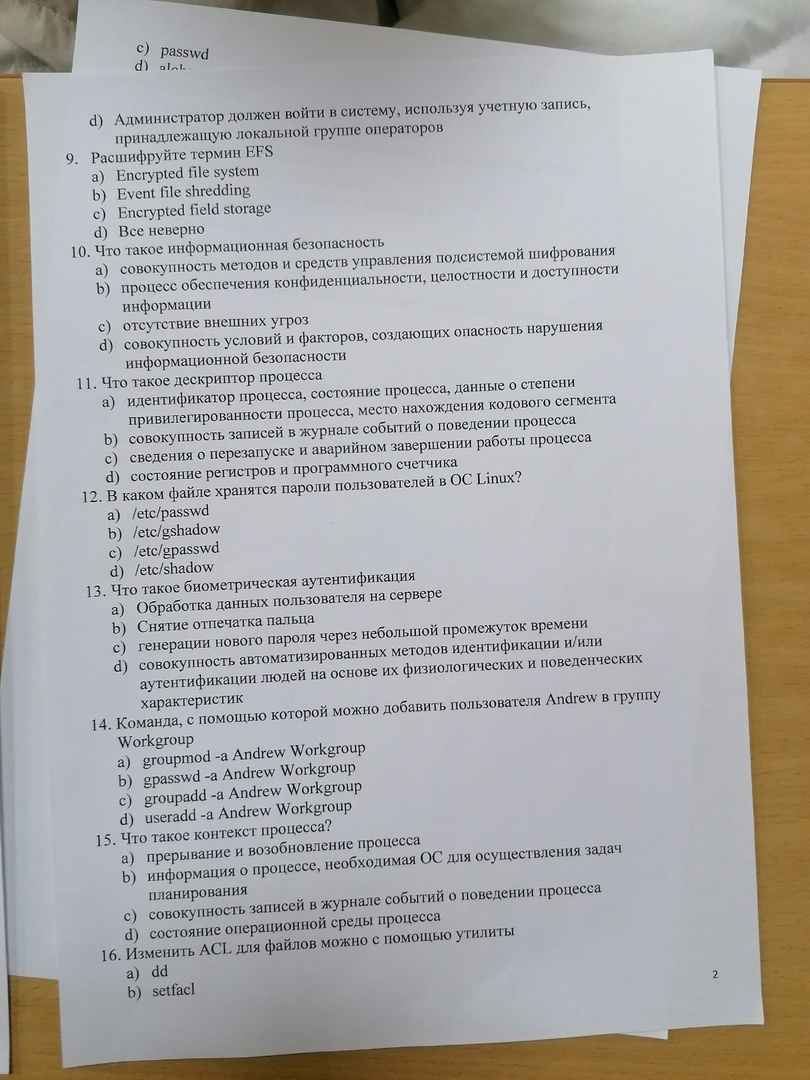 c) passwd
d)
d) Администратор должен войти в систему, используя учетную запись,
принадлежащую локальной группе операторов
9. Расшифруйте термин EFS
a) Encrypted file system
b) Event file shredding
c) Encrypted field storage
d) Все неверно
10. Что такое информационная безопасность
a) совокупность методов и средств управления подсистемой шифрования
b) процесс обеспечения конфиденциальности, целостности и доступности
информации
c) отсутствие внешних угроз
d) совокупность условий и факторов, создающих опасность нарушения
информационной безопасности
11. Что такое дескриптор процесса
a) идентификатор процесса, состояние процесса, данные о степени
привилегированности процесса, место нахождения кодового сегмента
b) совокупность записей в журнале событий о поведении процесса
c) сведения о перезапуске и аварийном завершении работы процесса
d) состояние регистров и программного счетчика
12. В каком файле хранятся пароли пользователей в ОС Linux?
a) /etc/passwd
b) /etc/gshadow
c) /etc/gpasswd
d) /etc/shadow
13. Что такое биометрическая аутентификация
a) Обработка данных пользователя на сервере
b) Снятие отпечатка пальца
c) генерации нового пароля через небольшой промежуток времени
d) совокупность автоматизированных методов идентификации и/или
аутентификации людей на основе их физиологических и поведенческих
характеристик
14. Команда, с помощью которой можно добавить пользователя Andrew в группу
Workgroup
a) groupmod -a Andrew Workgroup
b) gpasswd -a Andrew Workgroup
c) groupadd -a Andrew Workgroup
d) useradd -a Andrew Workgroup
15. Что такое контекст процесса?
a) прерывание и возобновление процесса
b) информация о процессе, необходимая ОС для осуществления задач
планирования
c) совокупность записей в журнале событий о поведении процесса
d) состояние операционной среды процесса
16. Изменить ACL для файлов можно с помощью утилиты
a) dd
b) setfacl
2